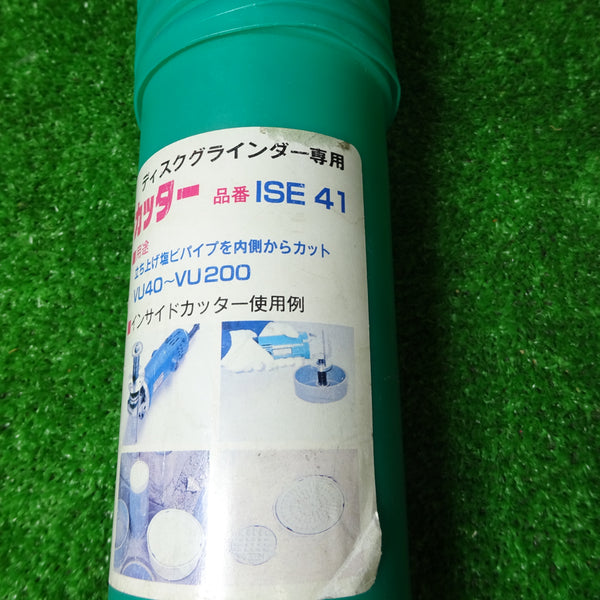 ディスクグラインダー専用
カッター 品番 ISE 41
■用途
立ち上げ塩ビパイプを内側からカット
VU40～VU200
■インサイドカッター使用例